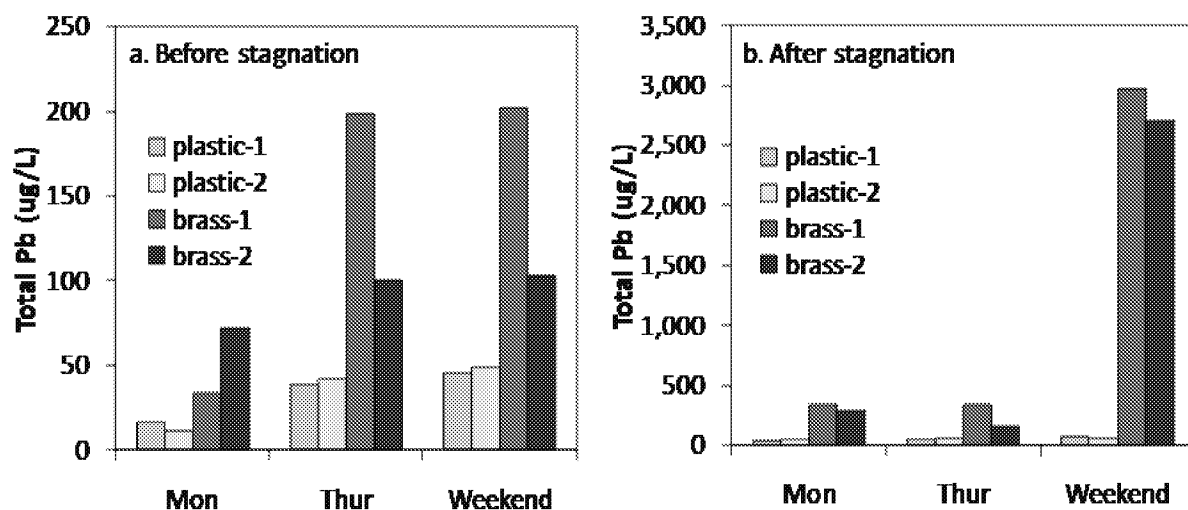 a. Before stagnation
Total Pb (ug/L)
250
200
150
100
50
0
plastic-1
plastic-2
brass-1
brass-2
Mon Thur Weekend
b. After stagnation
Total Pb (ug/L)
3,500
3,000
2,500
2,000
1,500
1,000
500
0
plastic-1
plastic-2
brass-1
brass-2
Mon Thur Weekend